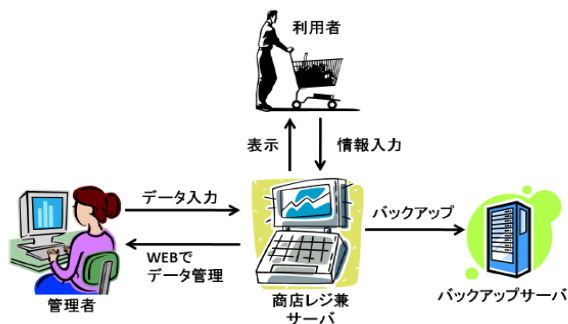 利用者
表示
情報入力
データ入力
バックアップ
WEBで
データ管理
管理者
商店レジ兼
サーバ
バックアップサーバ